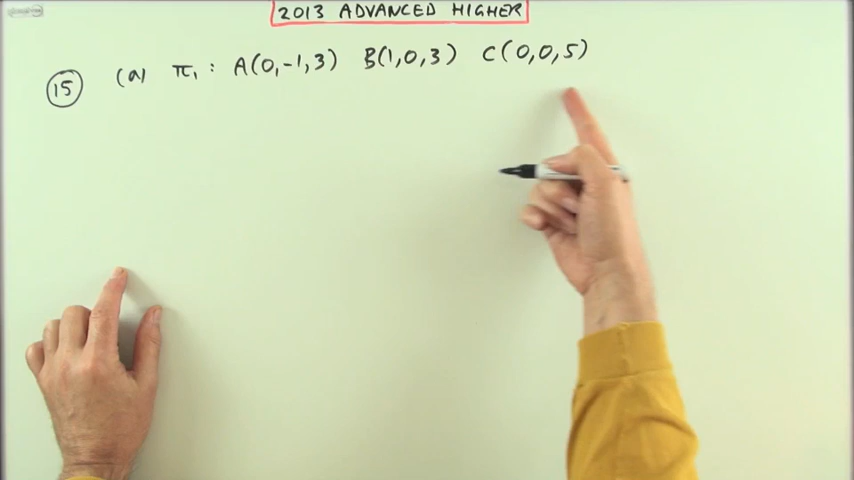 2013 ADVANCED HIGHER
15 (a) π₁ : A(0,-1,3) B(1,0,3) C(0,0,5)